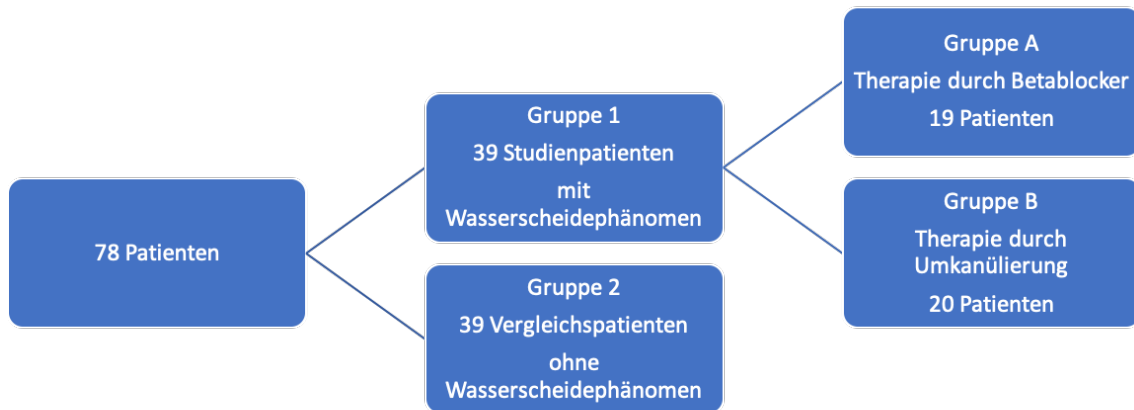 78 Patienten
Gruppe 1
39 Studienpatienten
mit
Wasserscheidephänomen
Gruppe 2
39 Vergleichspatienten
ohne
Wasserscheidephänomen
Gruppe A
Therapie durch Betablocker
19 Patienten
Gruppe B
Therapie durch
Umkanülierung
20 Patienten